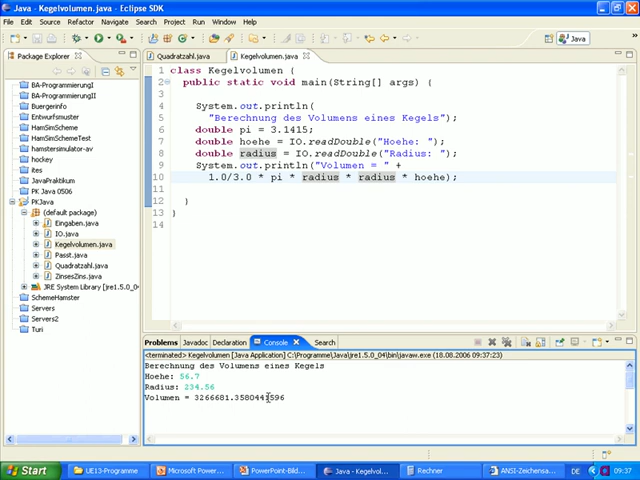 Java - Kegelvolumen.java - Eclipse SDK
File Edit Source Refactor Navigate Search Project Run Window Help
Java
Package Explorer
Quadratzahl.java
Kegelvolumen.java
BA-ProgrammierungI
BA-ProgrammierungII
Buergerinfo
Entwurfsmuster
HamSimScheme
HamSimSchemeTest
hamstersimulator-av
hockey
ites
JavaProject
PK Java 0506
PKJava
(default package)
Eingaben.java
IO.java
Kegelvolumen.java
Passt.java
Quadratzahl.java
ZinsesZins.java
JRE System Library [jre1.5.0_04]
SchemeHamster
Servers
Servers2
Turi
1 class Kegelvolumen {
2 public static void main(String[] args) {
3
4 System.out.println(
5 "Berechnung des Volumens eines Kegels");
6 double pi = 3.1415;
7 double hoehe = IO.readDouble("Hoehe: ");
8 double radius = IO.readDouble("Radius: ");
9 System.out.println("Volumen = " +
10 1.0/3.0 * pi * radius * radius * hoehe);
11
12 }
13 }
14
Problems Javadoc Declaration Console Search
<terminated> Kegelvolumen [Java Application] C:\Programme\Java\jre1.5.0_04\bin\javaw.exe (18.08.2006 09:37:23)
Berechnung des Volumens eines Kegels
Hoehe: 56.7
Radius: 234.56
Start
UE13-Programme
Microsoft Power...
PowerPoint-Bild...
Java - Kegelvol...
Rechner
ANSI-Zeichensa...
DE
09:37